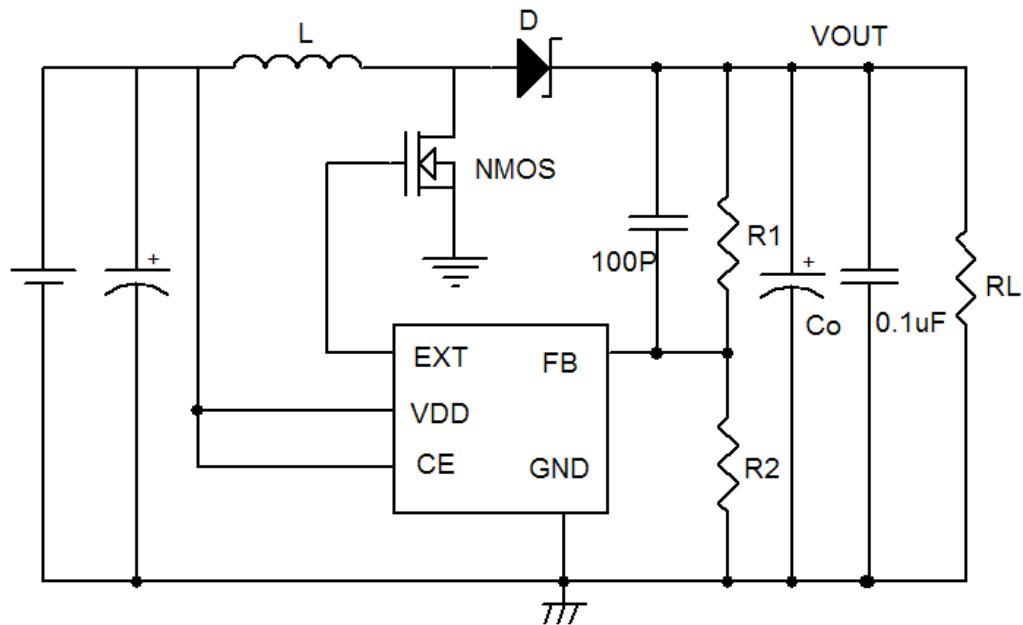 D
L
VOUT
NMOS
+
100P
R1
+
RL
Co
0.1uF
EXT
FB
VDD
CE
GND
R2